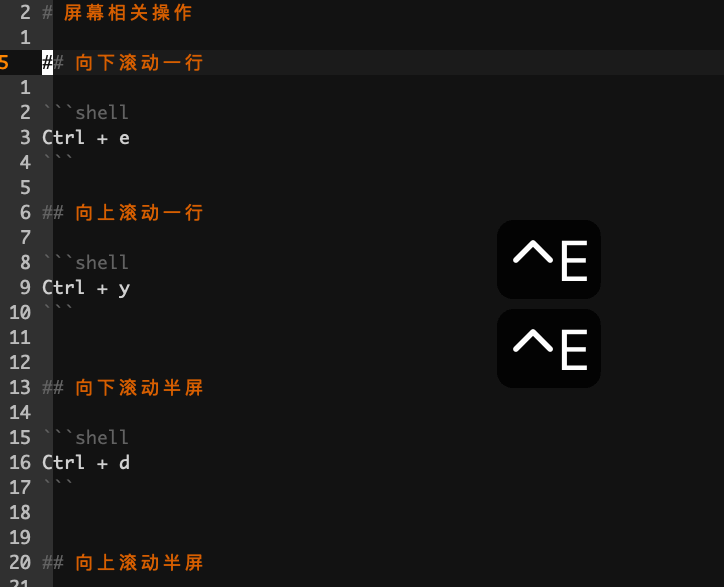 2 # 屏幕相关操作
1
5 ## 向下滚动一行
1
2 ```shell
3 Ctrl + e
4 ```
5
6 ## 向上滚动一行
7
8 ```shell
9 Ctrl + y
10 ```
11
12
13 ## 向下滚动半屏
14
15 ```shell
16 Ctrl + d
17 ```
18
19
20 ## 向上滚动半屏
21
^E
^E